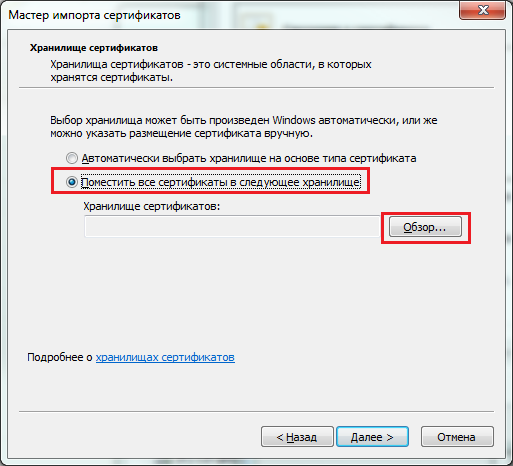 Мастер импорта сертификатов
Хранилище сертификатов
Хранилища сертификатов - это системные области, в которых
хранятся сертификаты.
Выбор хранилища может быть произведен Windows автоматически, или же
можно указать размещение сертификата вручную.
Автоматически выбрать хранилище на основе типа сертификата
Поместить все сертификаты в следующее хранилище
Хранилище сертификатов:
Обзор...
Подробнее о хранилищах сертификатов
< Назад
Далее >
Отмена